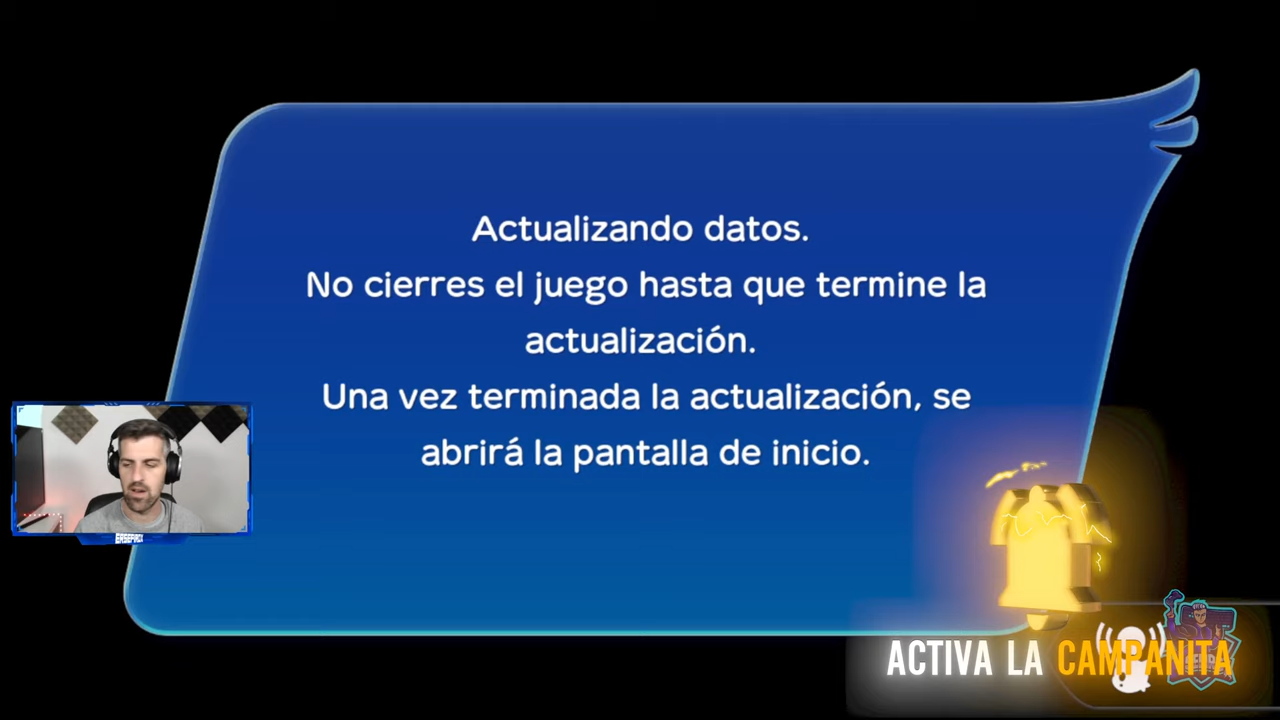 Actualizando datos.
No cierres el juego hasta que termine la
actualización.
Una vez terminada la actualización, se
abrirá la pantalla de inicio.
ACTIVA LA CAMPANITA